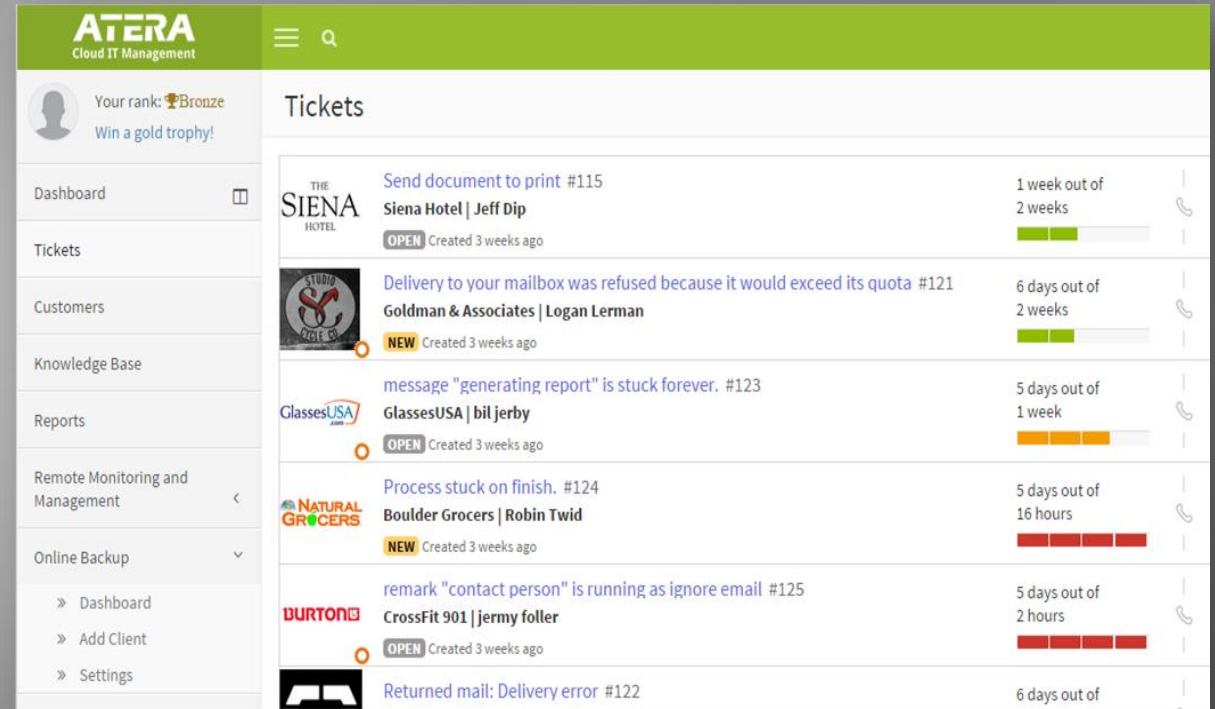 ATERA
Cloud IT Management
Your rank: Bronze
Win a gold trophy!
Dashboard
Tickets
Customers
Knowledge Base
Reports
Remote Monitoring and
Management
Online Backup
» Dashboard
» Add Client
» Settings
Tickets
THE
SIENA
HOTEL
Send document to print #115
Siena Hotel | Jeff Dip
OPEN Created 3 weeks ago
1 week out of
2 weeks
STUDIO
SC
CYCLE CO
Delivery to your mailbox was refused because it would exceed its quota #121
Goldman & Associates | Logan Lerman
NEW Created 3 weeks ago
6 days out of
2 weeks
GlassesUSA
.com
message "generating report" is stuck forever. #123
GlassesUSA | bil jerby
OPEN Created 3 weeks ago
5 days out of
1 week
NATURAL
GROCERS
Process stuck on finish. #124
Boulder Grocers | Robin Twid
NEW Created 3 weeks ago
5 days out of
16 hours
BURTON
remark "contact person" is running as ignore email #125
CrossFit 901 | jermy foller
OPEN Created 3 weeks ago
5 days out of
2 hours
Returned mail: Delivery error #122
6 days out of